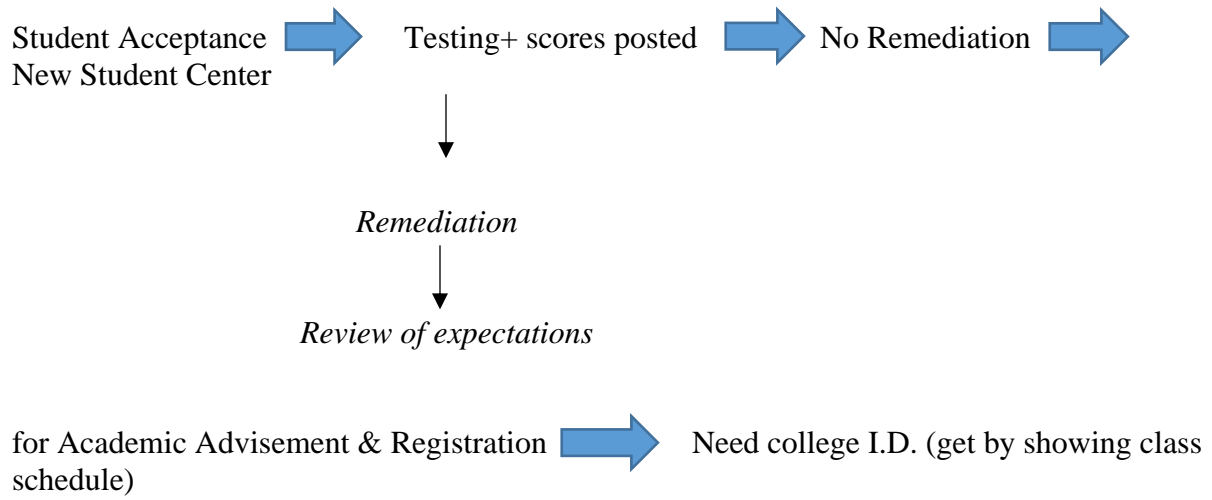 Student Acceptance Testing+ scores posted No Remediation
New Student Center
Remediation
Review of expectations
for Academic Advisement & Registration Need college I.D. (get by showing class
schedule)